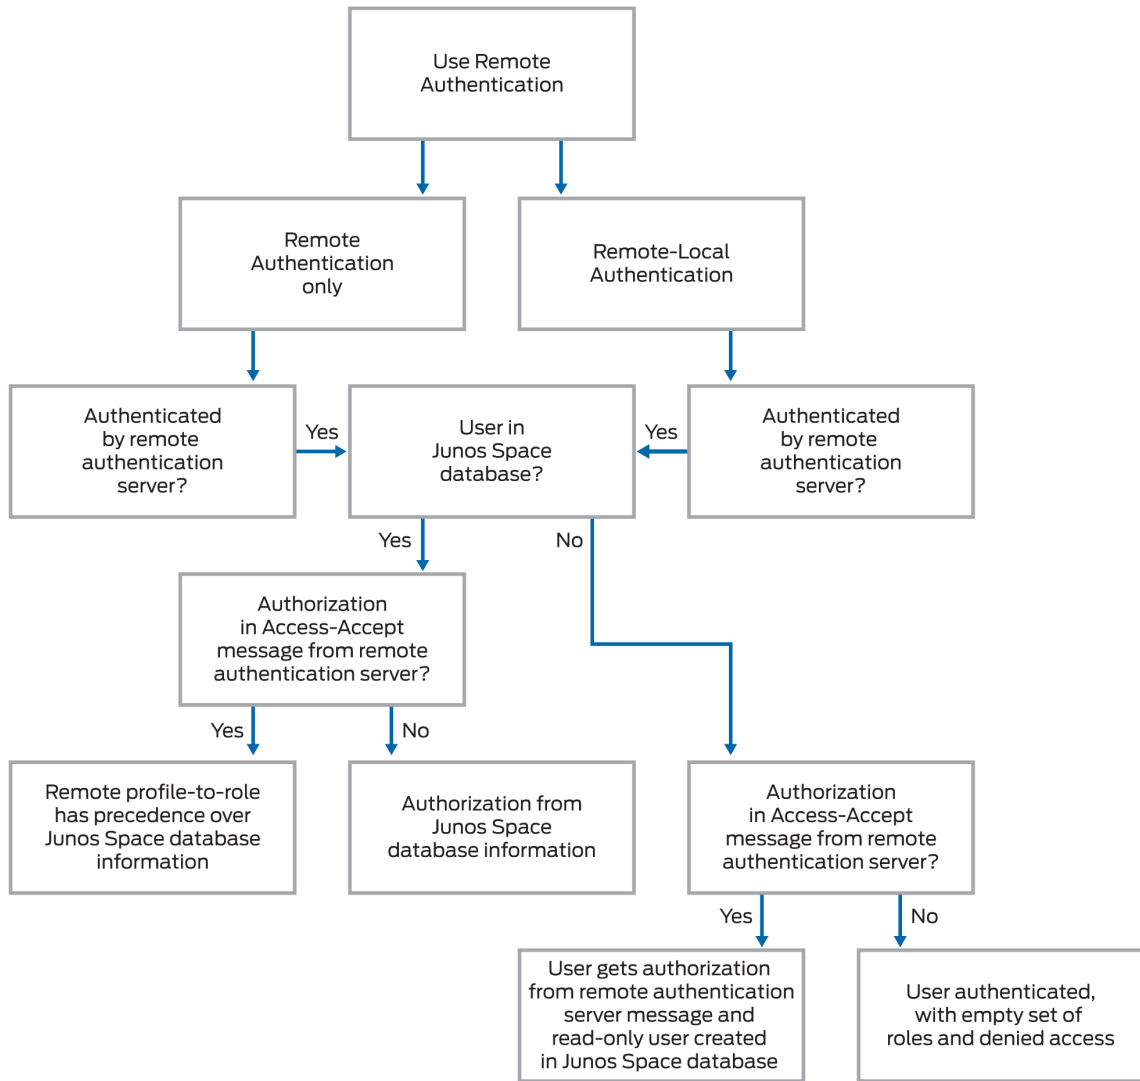 Use Remote
Authentication
Remote
Authentication
only
Remote-Local
Authentication
Authenticated
by remote
authentication
server?
Yes
User in
Junos Space
database?
Yes
Authenticated
by remote
authentication
server?
Yes
No
Authorization
in Access-Accept
message from remote
authentication server?
Yes
No
Remote profile-to-role
has precedence over
Junos Space database
information
Authorization from
Junos Space
database information
Authorization
in Access-Accept
message from remote
authentication server?
Yes
No
User gets authorization
from remote authentication
server message and
read-only user created
in Junos Space database
User authenticated,
with empty set of
roles and denied access